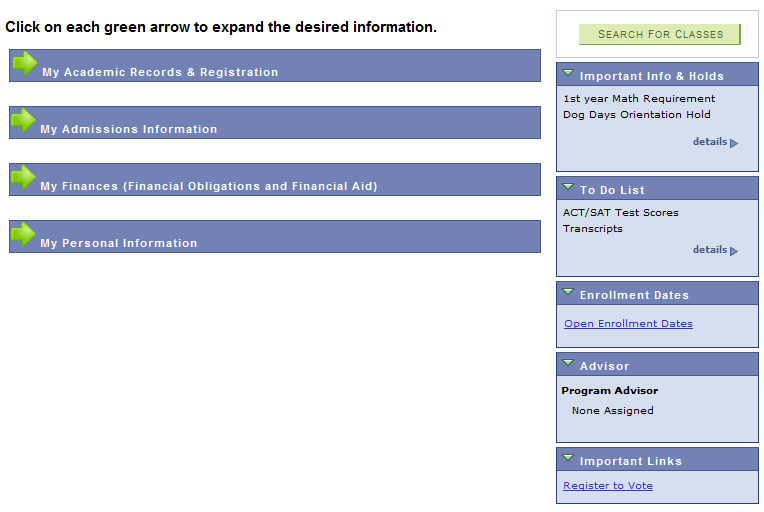 Click on each green arrow to expand the desired information.
My Academic Records & Registration
My Admissions Information
My Finances (Financial Obligations and Financial Aid)
My Personal Information
SEARCH FOR CLASSES
Important Info & Holds
1st year Math Requirement
Dog Days Orientation Hold
details
To Do List
ACT/SAT Test Scores
Transcripts
details
Enrollment Dates
Open Enrollment Dates
Advisor
Program Advisor
None Assigned
Important Links
Register to Vote